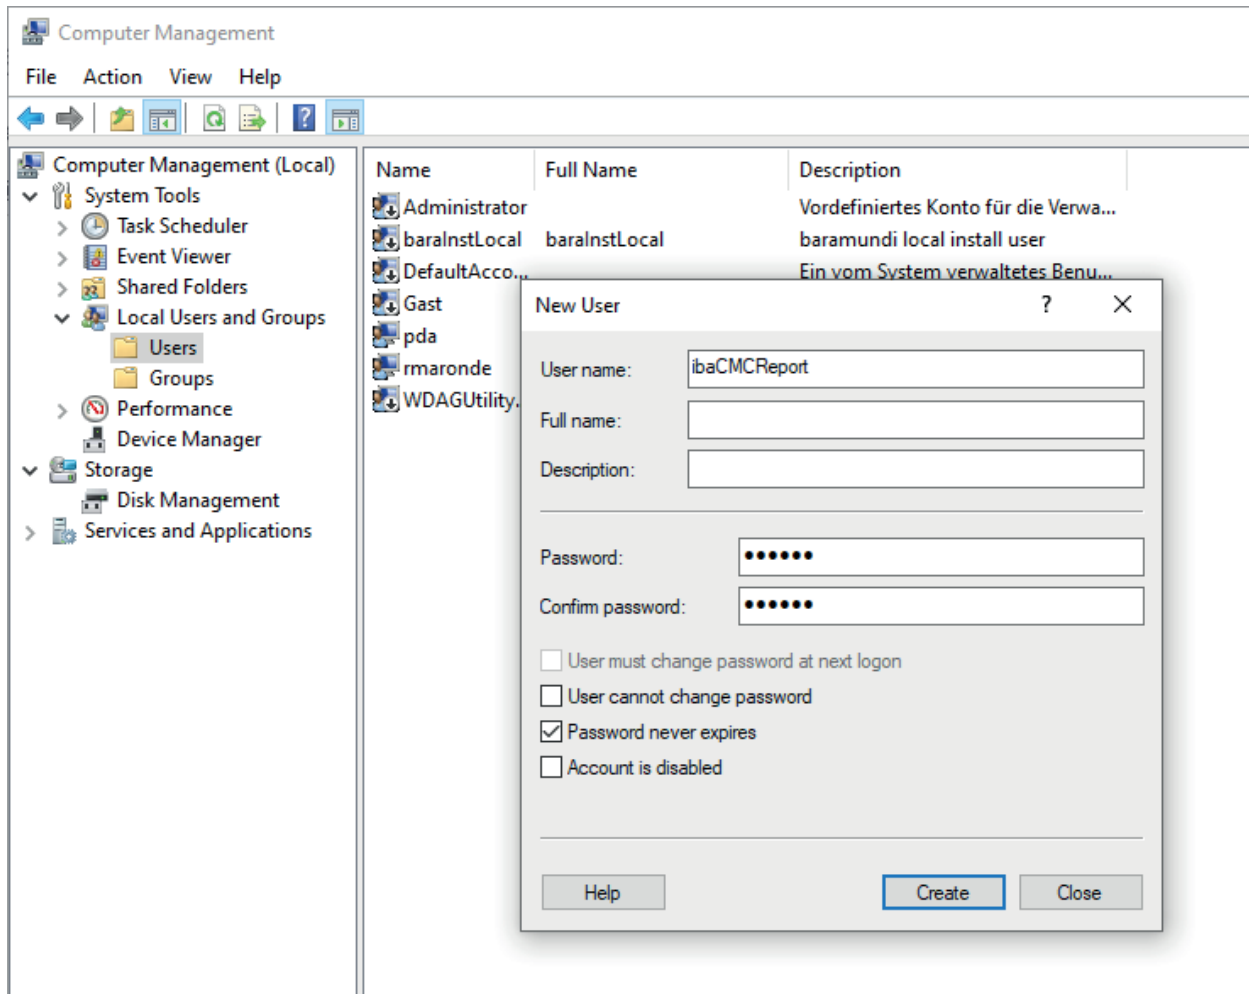 Computer Management
File Action View Help
Computer Management (Local)
System Tools
Task Scheduler
Event Viewer
Shared Folders
Local Users and Groups
Users
Groups
Performance
Device Manager
Storage
Disk Management
Services and Applications
Name Full Name Description
Administrator Vordefiniertes Konto für die Verwa...
baraInstLocal baraInstLocal baramundi local install user
DefaultAcco... Ein vom System verwaltetes Benu...
Gast
pda
rmaronde
WDAGUtility.
New User ? X
User name: ibaCMCReport
Full name:
Description:
Password: ••••••
Confirm password: ••••••
User must change password at next logon
User cannot change password
Password never expires
Account is disabled
Help Create Close